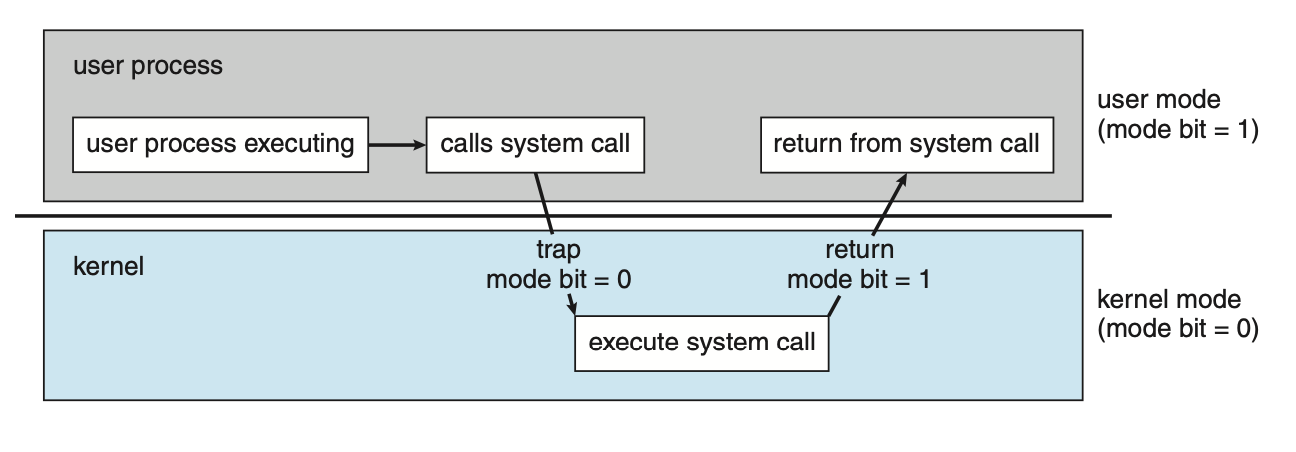 user process
user process executing
calls system call
return from system call
user mode
(mode bit = 1)
kernel
trap
mode bit = 0
return
mode bit = 1
execute system call
kernel mode
(mode bit = 0)